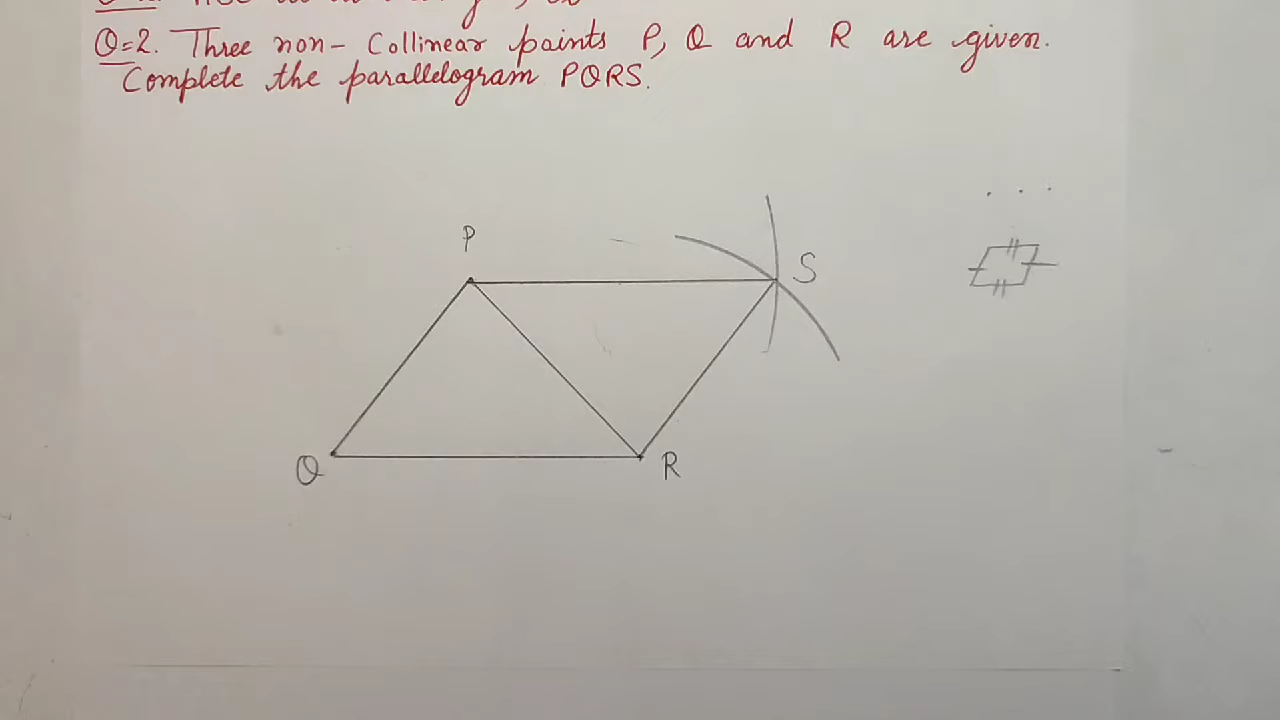 Q=2. Three non- Collinear points P, Q and R are given.
Complete the parallelogram PQRS.
P
S
Q
R